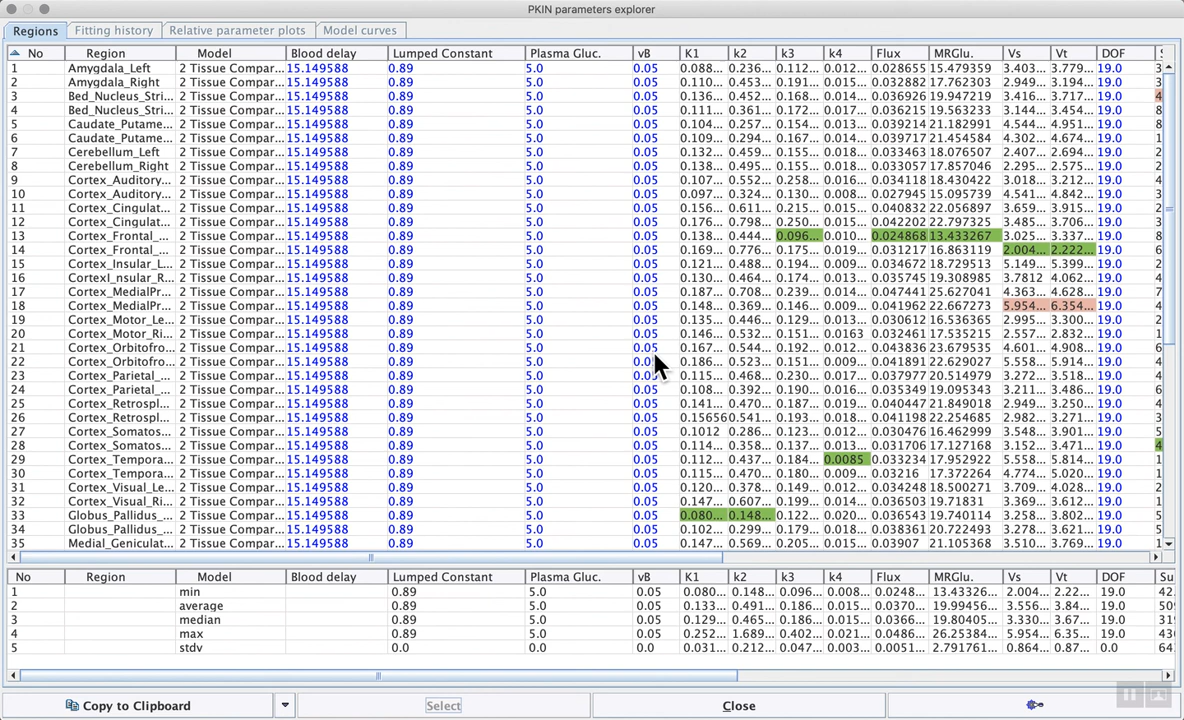 PKIN parameters explorer
Regions Fitting history Relative parameter plots Model curves
No Region Model Blood delay Lumped Constant Plasma Gluc. vB K1 k2 k3 k4 Flux MRGlu. Vs Vt DOF S
1 Amygdala_Left 2 Tissue Compar... 15.149588 0.89 5.0 0.05 0.088... 0.236... 0.112... 0.012... 0.028655 15.479359 3.403... 3.779... 19.0 3
2 Amygdala_Right 2 Tissue Compar... 15.149588 0.89 5.0 0.05 0.110... 0.453... 0.191... 0.014... 0.032882 17.762303 2.949... 3.194... 19.0 3
3 Bed_Nucleus_Stri... 2 Tissue Compar... 15.149588 0.89 5.0 0.05 0.136... 0.452... 0.168... 0.014... 0.036926 19.947219 3.416... 3.717... 19.0 4
4 Bed_Nucleus_Stri... 2 Tissue Compar... 15.149588 0.89 5.0 0.05 0.111... 0.361... 0.172... 0.017... 0.036215 19.563233 3.144... 3.454... 19.0 8
5 Caudate_Putame... 2 Tissue Compar... 15.149588 0.89 5.0 0.05 0.104... 0.257... 0.154... 0.013... 0.039214 21.182991 4.544... 4.951... 19.0 8
6 Caudate_Putame... 2 Tissue Compar... 15.149588 0.89 5.0 0.05 0.109... 0.294... 0.167... 0.014... 0.039717 21.454584 4.302... 4.674... 19.0 1
7 Cerebellum_Left 2 Tissue Compar... 15.149588 0.89 5.0 0.05 0.132... 0.459... 0.155... 0.018... 0.033463 18.076507 2.407... 2.694... 19.0 2
8 Cerebellum_Right 2 Tissue Compar... 15.149588 0.89 5.0 0.05 0.138... 0.495... 0.155... 0.018... 0.033057 17.857046 2.295... 2.575... 19.0 2
9 Cortex_Auditory... 2 Tissue Compar... 15.149588 0.89 5.0 0.05 0.107... 0.552... 0.258... 0.016... 0.034118 18.430422 3.018... 3.212... 19.0 4
10 Cortex_Auditory... 2 Tissue Compar... 15.149588 0.89 5.0 0.05 0.097... 0.324... 0.130... 0.008... 0.027945 15.095739 4.541... 4.842... 19.0 3
11 Cortex_Cingulat... 2 Tissue Compar... 15.149588 0.89 5.0 0.05 0.156... 0.611... 0.215... 0.015... 0.040832 22.056897 3.659... 3.915... 19.0 2
12 Cortex_Cingulat... 2 Tissue Compar... 15.149588 0.89 5.0 0.05 0.176... 0.798... 0.250... 0.015... 0.042202 22.797325 3.485... 3.706... 19.0 3
13 Cortex_Frontal_... 2 Tissue Compar... 15.149588 0.89 5.0 0.05 0.138... 0.444... 0.096... 0.010... 0.024868 13.433267 3.025... 3.337... 19.0 8
14 Cortex_Frontal_... 2 Tissue Compar... 15.149588 0.89 5.0 0.05 0.169... 0.776... 0.175... 0.019... 0.031217 16.863119 2.004... 2.222... 19.0 6
15 Cortex_Insular_L... 2 Tissue Compar... 15.149588 0.89 5.0 0.05 0.121... 0.488... 0.194... 0.009... 0.034672 18.729513 5.149... 5.399... 19.0 2
16 CortexI_nsular_R... 2 Tissue Compar... 15.149588 0.89 5.0 0.05 0.130... 0.464... 0.174... 0.013... 0.035745 19.308985 3.7812 4.062... 19.0 4
17 Cortex_MedialPr... 2 Tissue Compar... 15.149588 0.89 5.0 0.05 0.187... 0.708... 0.239... 0.014... 0.047441 25.627041 4.363... 4.628... 19.0 7
18 Cortex_MedialPr... 2 Tissue Compar... 15.149588 0.89 5.0 0.05 0.148... 0.369... 0.146... 0.009... 0.041962 22.667273 5.954... 6.354... 19.0 4
19 Cortex_Motor_Le... 2 Tissue Compar... 15.149588 0.89 5.0 0.05 0.135... 0.446... 0.129... 0.013... 0.030612 16.536365 2.995... 3.300... 19.0 2
20 Cortex_Motor_Ri... 2 Tissue Compar... 15.149588 0.89 5.0 0.05 0.146... 0.532... 0.151... 0.0163 0.032461 17.535215 2.557... 2.832... 19.0 1
21 Cortex_Orbitofro... 2 Tissue Compar... 15.149588 0.89 5.0 0.05 0.167... 0.544... 0.192... 0.012... 0.043836 23.679535 4.601... 4.908... 19.0 6
22 Cortex_Orbitofro... 2 Tissue Compar... 15.149588 0.89 5.0 0.05 0.186... 0.523... 0.151... 0.009... 0.041891 22.629027 5.558... 5.914... 19.0 4
23 Cortex_Parietal_... 2 Tissue Compar... 15.149588 0.89 5.0 0.05 0.115... 0.468... 0.230... 0.017... 0.037977 20.514979 3.272... 3.518... 19.0 4
24 Cortex_Parietal_... 2 Tissue Compar... 15.149588 0.89 5.0 0.05 0.108... 0.392... 0.190... 0.016... 0.035349 19.095343 3.211... 3.486... 19.0 6
25 Cortex_Retrospl... 2 Tissue Compar... 15.149588 0.89 5.0 0.05 0.141... 0.470... 0.187... 0.019... 0.040447 21.849018 2.949... 3.250... 19.0 4
26 Cortex_Retrospl... 2 Tissue Compar... 15.149588 0.89 5.0 0.05 0.15656 0.541... 0.193... 0.018... 0.041198 22.254685 2.982... 3.271... 19.0 3
27 Cortex_Somatos... 2 Tissue Compar... 15.149588 0.89 5.0 0.05 0.1012 0.286... 0.123... 0.012... 0.030476 16.462999 3.548... 3.901... 19.0 5
28 Cortex_Somatos... 2 Tissue Compar... 15.149588 0.89 5.0 0.05 0.114... 0.358... 0.137... 0.013... 0.031706 17.127168 3.152... 3.471... 19.0 4
29 Cortex_Tempora... 2 Tissue Compar... 15.149588 0.89 5.0 0.05 0.112... 0.437... 0.184... 0.0085 0.033234 17.952922 5.558... 5.814... 19.0 1
30 Cortex_Tempora... 2 Tissue Compar... 15.149588 0.89 5.0 0.05 0.115... 0.470... 0.180... 0.009... 0.03216 17.372264 4.774... 5.020... 19.0 1
31 Cortex_Visual_Le... 2 Tissue Compar... 15.149588 0.89 5.0 0.05 0.120... 0.378... 0.149... 0.012... 0.034248 18.500271 3.709... 4.028... 19.0 1
32 Cortex_Visual_Ri... 2 Tissue Compar... 15.149588 0.89 5.0 0.05 0.147... 0.607... 0.199... 0.014... 0.036503 19.71831 3.369... 3.612... 19.0 1
33 Globus_Pallidus_... 2 Tissue Compar... 15.149588 0.89 5.0 0.05 0.080... 0.148... 0.122... 0.020... 0.036543 19.740114 3.258... 3.802... 19.0 5
34 Globus_Pallidus_... 2 Tissue Compar... 15.149588 0.89 5.0 0.05 0.102... 0.299... 0.179... 0.018... 0.038361 20.722493 3.278... 3.621... 19.0 5
35 Medial_Geniculat... 2 Tissue Compar... 15.149588 0.89 5.0 0.05 0.147... 0.569... 0.205... 0.015... 0.03907 21.105368 3.510... 3.769... 19.0 1
No Region Model Blood delay Lumped Constant Plasma Gluc. vB K1 k2 k3 k4 Flux MRGlu. Vs Vt DOF Su
1 min 0.89 5.0 0.05 0.080... 0.148... 0.096... 0.008... 0.0248... 13.43326... 2.004... 2.22... 19.0 42.
2 average 0.89 5.0 0.05 0.133... 0.491... 0.186... 0.015... 0.0370... 19.99456... 3.556... 3.84... 19.0 509
3 median 0.89 5.0 0.05 0.129... 0.465... 0.186... 0.015... 0.0366... 19.80405... 3.330... 3.67... 19.0 319
4 max 0.89 5.0 0.05 0.252... 1.689... 0.402... 0.021... 0.0486... 26.25384... 5.954... 6.35... 19.0 430
5 stdv 0.0 0.0 0.0 0.031... 0.212... 0.047... 0.003... 0.0051... 2.791761... 0.864... 0.87... 0.0 64
Copy to Clipboard Select Close